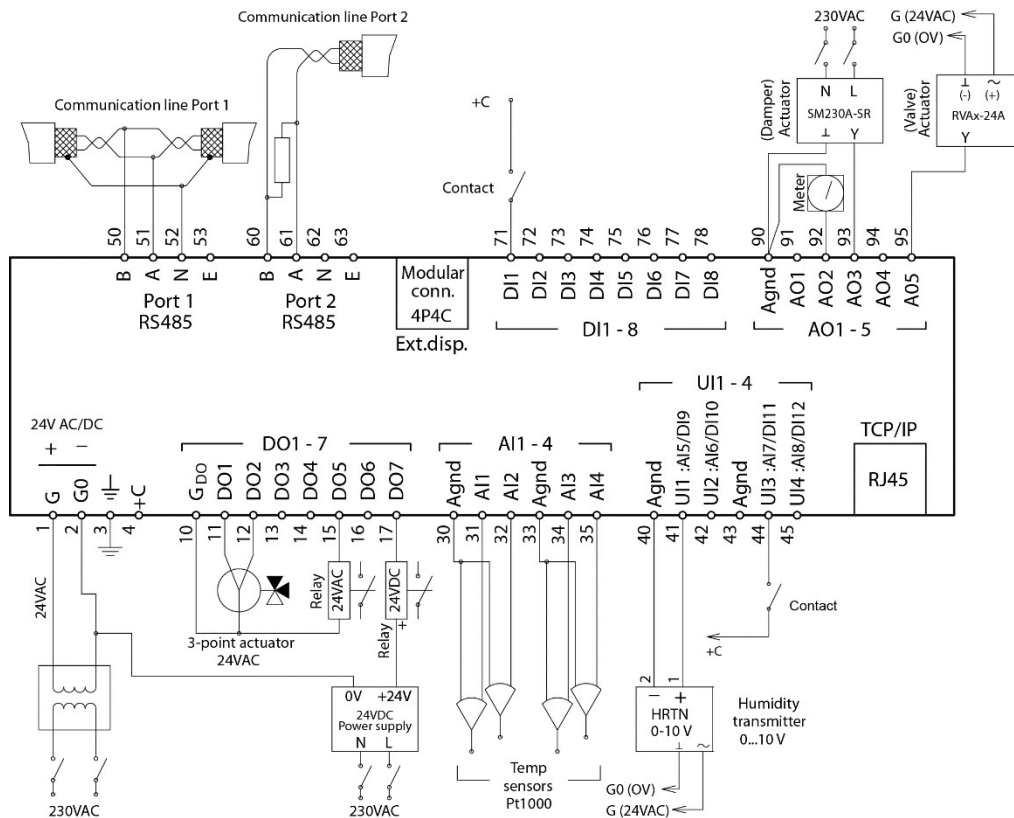 Communication line Port 2
Communication line Port 1
230VAC
G (24VAC)
G0 (OV)
+C
Contact
(Damper)
Actuator
N L
SM230A-SR
⊥ Y
(Valve)
Actuator
⊥ ~
(-) (+)
RVAx-24A
Y
Meter
50 51 52 53
60 61 62 63
71 72 73 74 75 76 77 78
90 91 92 93 94 95
B A N E
Port 1
RS485
B A N E
Port 2
RS485
Modular
conn.
4P4C
Ext.disp.
DI1 DI2 DI3 DI4 DI5 DI6 DI7 DI8
DI1 - 8
Agnd AO1 AO2 AO3 AO4 A05
AO1 - 5
24V AC/DC
+ −
G G0 +C
DO1 - 7
GDO DO1 DO2 DO3 DO4 DO5 DO6 DO7
AI1 - 4
Agnd AI1 AI2 Agnd AI3 AI4
UI1 - 4
Agnd
UI1 :AI5/DI9
UI2 :AI6/DI10
Agnd
UI3 :AI7/DI11
UI4 :AI8/DI12
TCP/IP
RJ45
1 2 3 4
10 11 12 13 14 15 16 17
30 31 32 33 34 35
40 41 42 43 44 45
24VAC
3-point actuator
24VAC
Relay
24VAC
Relay
24VDC
+
0V +24V
24VDC
Power supply
N L
230VAC
230VAC
Temp
sensors
Pt1000
2 1
− +
HRTN
0-10 V
⊥ ~
Humidity
transmitter
0...10 V
G0 (OV)
G (24VAC)
Contact
+C